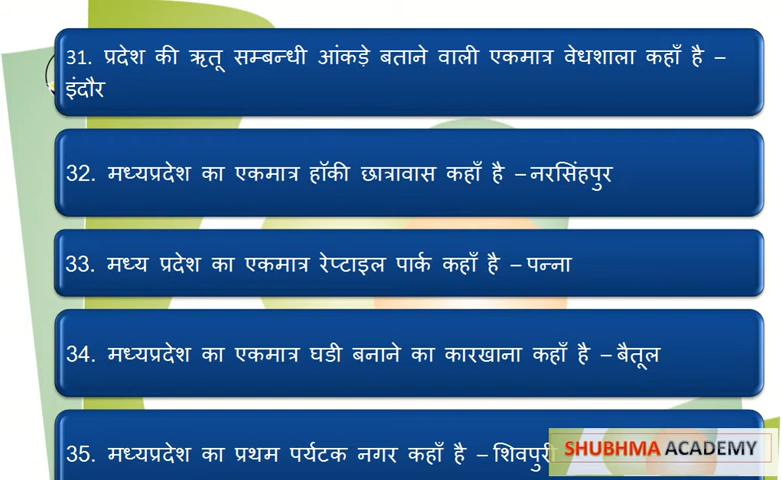 31. प्रदेश की ऋतू सम्बन्धी आंकड़े बताने वाली एकमात्र वेधशाला कहाँ है –
इंदौर
32. मध्यप्रदेश का एकमात्र हॉकी छात्रावास कहाँ है – नरसिंहपुर
33. मध्य प्रदेश का एकमात्र रेप्टाइल पार्क कहाँ है – पन्ना
34. मध्यप्रदेश का एकमात्र घडी बनाने का कारखाना कहाँ है – बैतूल
35. मध्यप्रदेश का प्रथम पर्यटक नगर कहाँ है – शिवपुरी
SHUBHMA ACADEMY